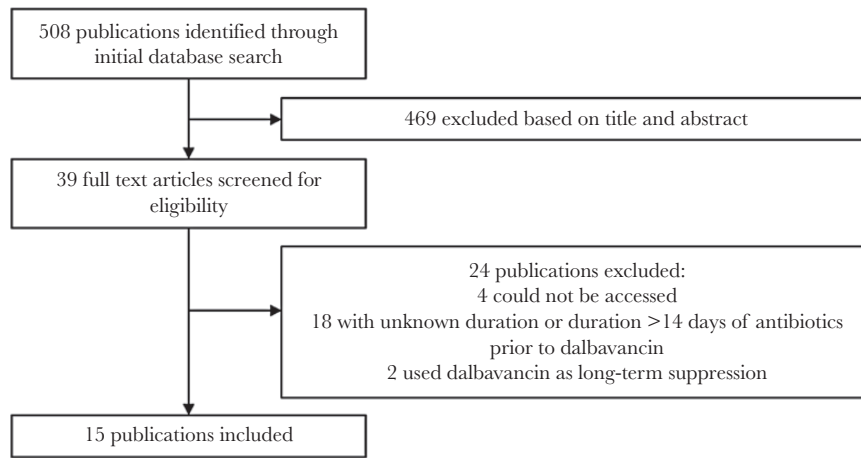 508 publications identified through
initial database search
469 excluded based on title and abstract
39 full text articles screened for
eligibility
24 publications excluded:
4 could not be accessed
18 with unknown duration or duration >14 days of antibiotics
prior to dalbavancin
2 used dalbavancin as long-term suppression
15 publications included